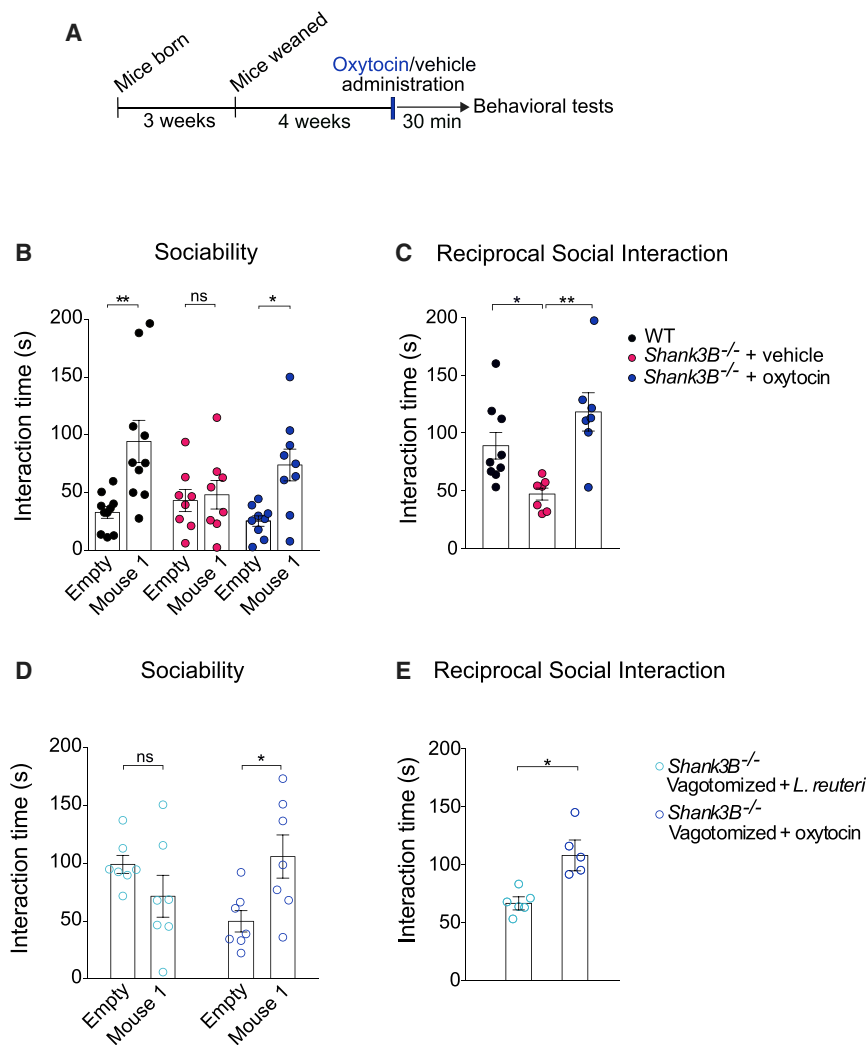 A
Mice born
Mice weaned
Oxytocin/vehicle
administration
3 weeks
4 weeks
30 min
Behavioral tests
B
Sociability
**
ns
*
Interaction time (s)
200
150
100
50
0
Empty
Mouse 1
Empty
Mouse 1
Empty
Mouse 1
C
Reciprocal Social Interaction
*
**
Interaction time (s)
200
150
100
50
0
WT
Shank3B-/- + vehicle
Shank3B-/- + oxytocin
D
Sociability
ns
*
Interaction time (s)
200
150
100
50
0
Empty
Mouse 1
Empty
Mouse 1
E
Reciprocal Social Interaction
*
Interaction time (s)
200
150
100
50
0
Shank3B-/-
Vagotomized + L. reuteri
Shank3B-/-
Vagotomized + oxytocin